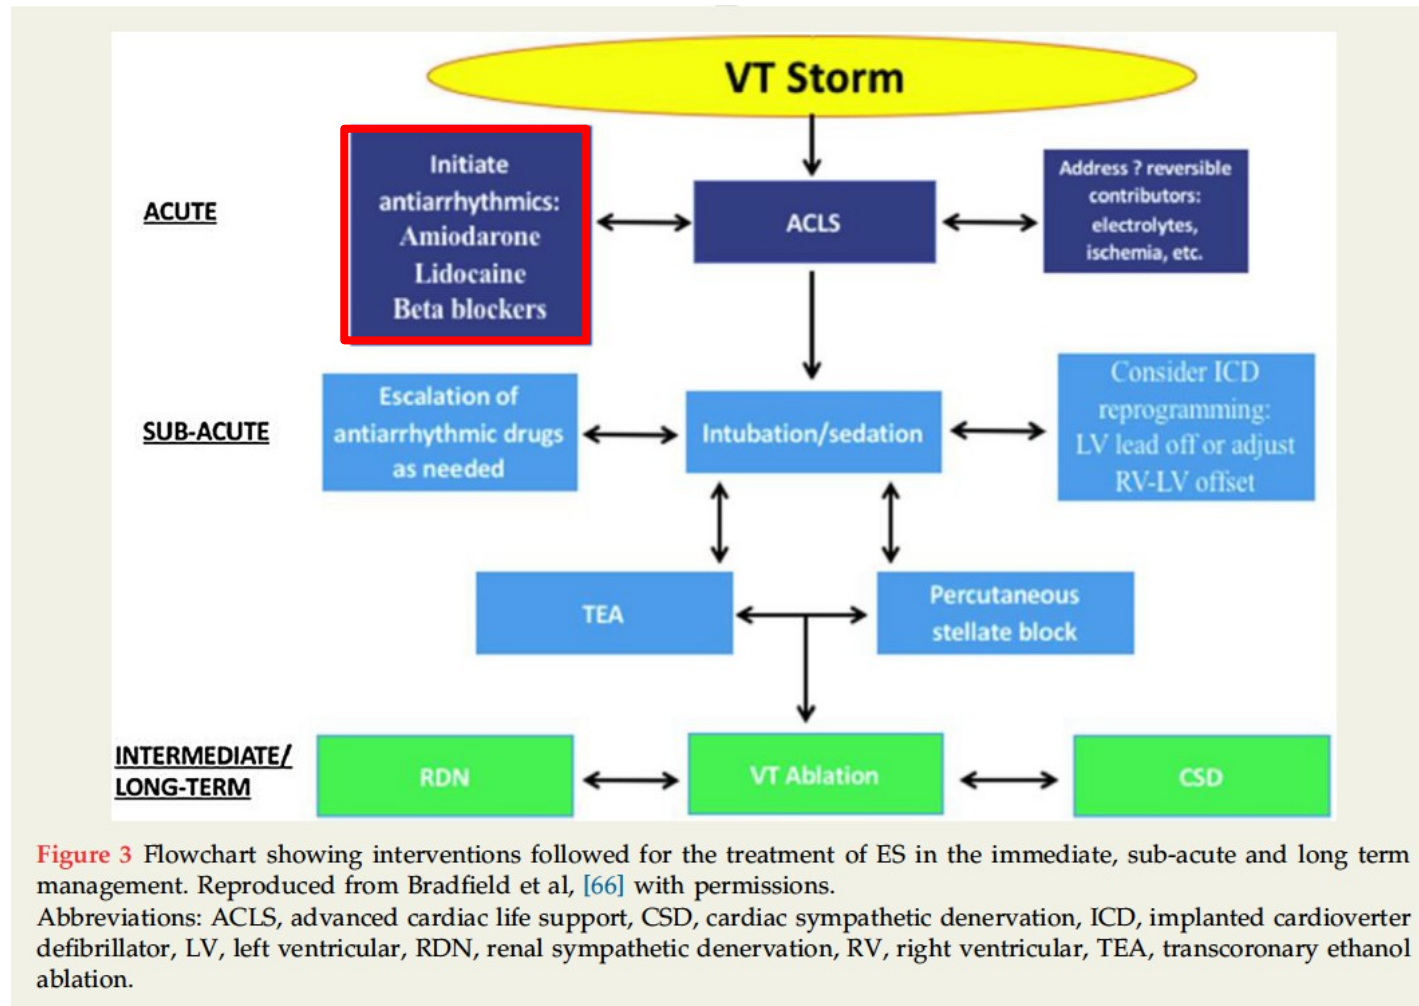 VT Storm
ACUTE
Initiate
antiarrhythmics:
Amiodarone
Lidocaine
Beta blockers
ACLS
Address ? reversible
contributors:
electrolytes,
ischemia, etc.
SUB-ACUTE
Escalation of
antiarrhythmic drugs
as needed
Intubation/sedation
Consider ICD
reprogramming:
LV lead off or adjust
RV-LV offset
TEA
Percutaneous
stellate block
INTERMEDIATE/
LONG-TERM
RDN
VT Ablation
CSD
Figure 3 Flowchart showing interventions followed for the treatment of ES in the immediate, sub-acute and long term
management. Reproduced from Bradfield et al, [66] with permissions.
Abbreviations: ACLS, advanced cardiac life support, CSD, cardiac sympathetic denervation, ICD, implanted cardioverter
defibrillator, LV, left ventricular, RDN, renal sympathetic denervation, RV, right ventricular, TEA, transcoronary ethanol
ablation.